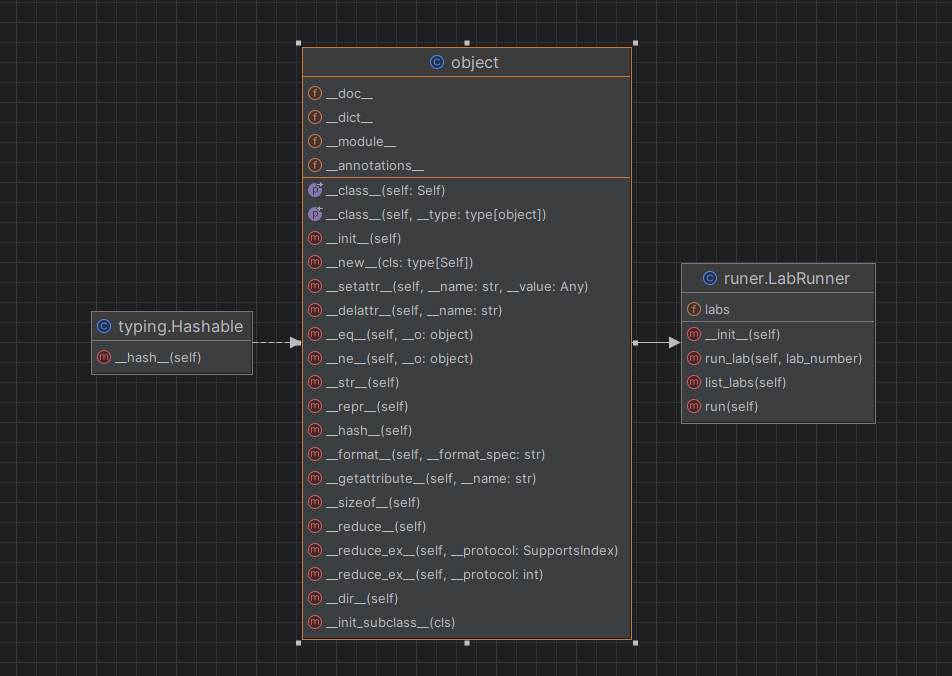 object
__doc__
__dict__
__module__
__annotations__
__class__(self: Self)
__class__(self, __type: type[object])
__init__(self)
__new__(cls: type[Self])
__setattr__(self, __name: str, __value: Any)
__delattr__(self, __name: str)
__eq__(self, __o: object)
__ne__(self, __o: object)
__str__(self)
__repr__(self)
__hash__(self)
__format__(self, __format_spec: str)
__getattribute__(self, __name: str)
__sizeof__(self)
__reduce__(self)
__reduce_ex__(self, __protocol: SupportsIndex)
__reduce_ex__(self, __protocol: int)
__dir__(self)
__init_subclass__(cls)
typing.Hashable
__hash__(self)
runer.LabRunner
labs
__init__(self)
run_lab(self, lab_number)
list_labs(self)
run(self)